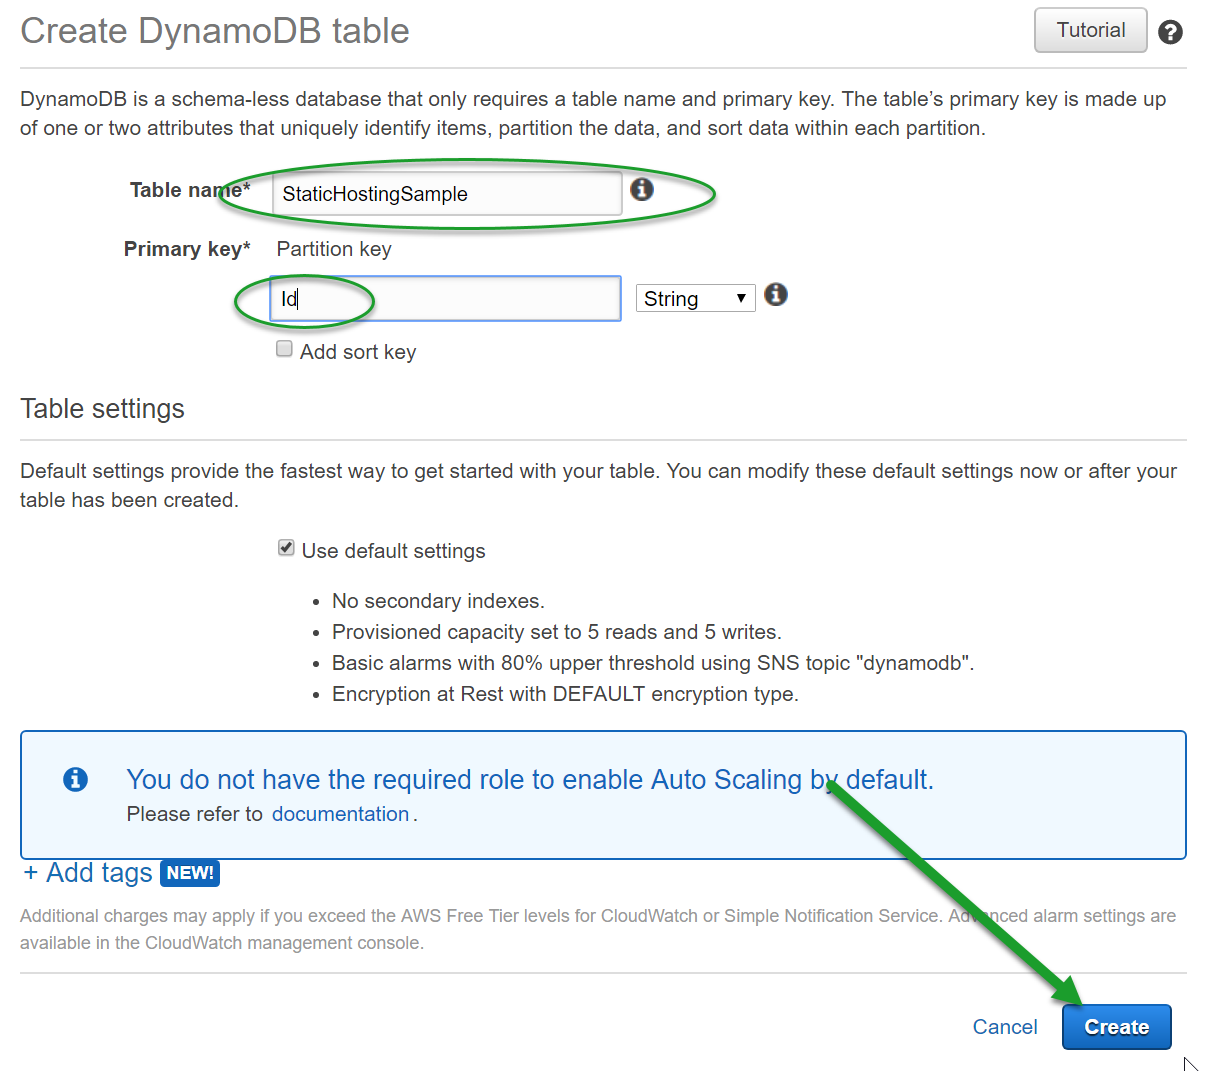 Create DynamoDB table
Tutorial
DynamoDB is a schema-less database that only requires a table name and primary key. The table’s primary key is made up
of one or two attributes that uniquely identify items, partition the data, and sort data within each partition.
Table name*
StaticHostingSample
Primary key*
Partition key
Id
String
Add sort key
Table settings
Default settings provide the fastest way to get started with your table. You can modify these default settings now or after your
table has been created.
Use default settings
No secondary indexes.
Provisioned capacity set to 5 reads and 5 writes.
Basic alarms with 80% upper threshold using SNS topic "dynamodb".
Encryption at Rest with DEFAULT encryption type.
You do not have the required role to enable Auto Scaling by default.
Please refer to documentation.
+ Add tags NEW!
Additional charges may apply if you exceed the AWS Free Tier levels for CloudWatch or Simple Notification Service. Advanced alarm settings are
available in the CloudWatch management console.
Cancel
Create